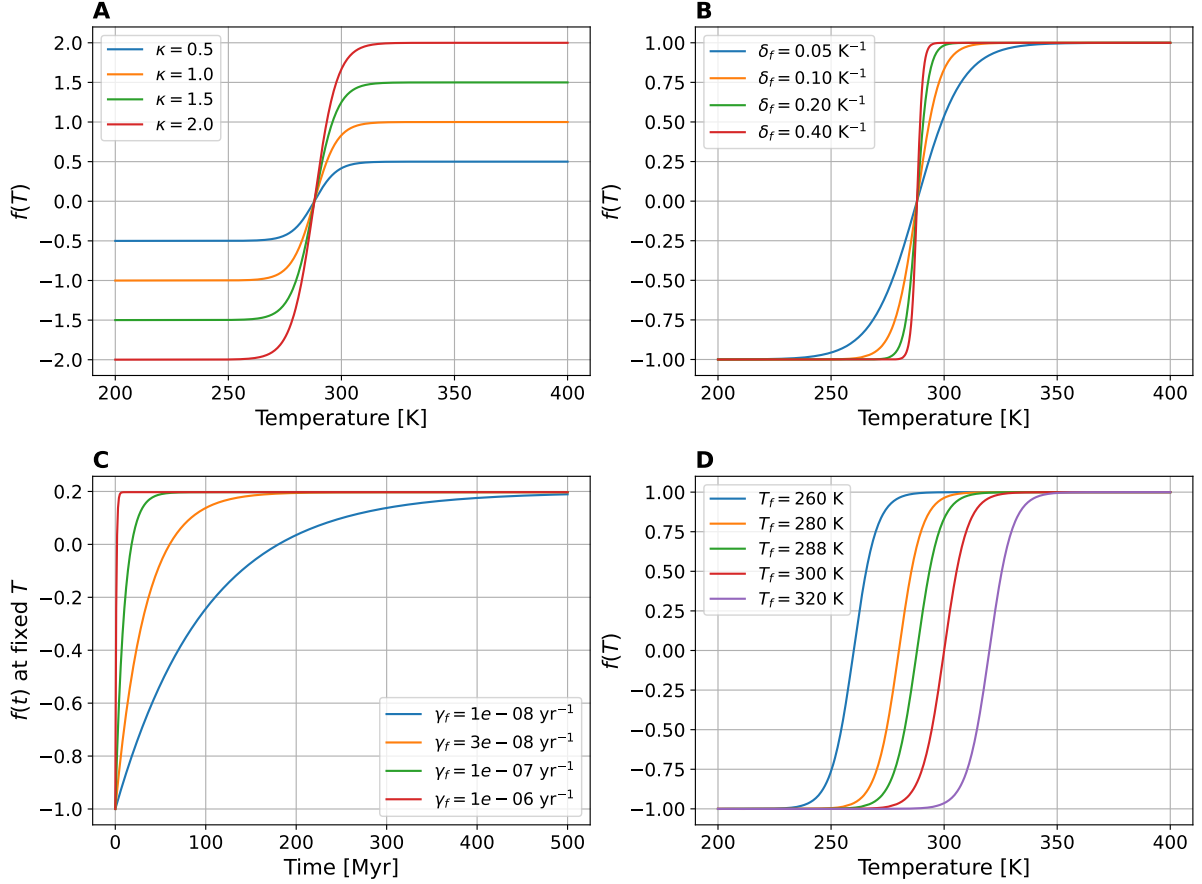 A
κ = 0.5
κ = 1.0
κ = 1.5
κ = 2.0
2.0
1.5
1.0
0.5
0.0
−0.5
−1.0
−1.5
−2.0
f(T)
200 250 300 350 400
Temperature [K]
B
δf = 0.05 K⁻¹
δf = 0.10 K⁻¹
δf = 0.20 K⁻¹
δf = 0.40 K⁻¹
1.00
0.75
0.50
0.25
0.00
−0.25
−0.50
−0.75
−1.00
f(T)
200 250 300 350 400
Temperature [K]
C
0.2
0.0
−0.2
−0.4
−0.6
−0.8
−1.0
f(t) at fixed T
γf = 1e − 08 yr⁻¹
γf = 3e − 08 yr⁻¹
γf = 1e − 07 yr⁻¹
γf = 1e − 06 yr⁻¹
0 100 200 300 400 500
Time [Myr]
D
Tf = 260 K
Tf = 280 K
Tf = 288 K
Tf = 300 K
Tf = 320 K
1.00
0.75
0.50
0.25
0.00
−0.25
−0.50
−0.75
−1.00
f(T)
200 250 300 350 400
Temperature [K]